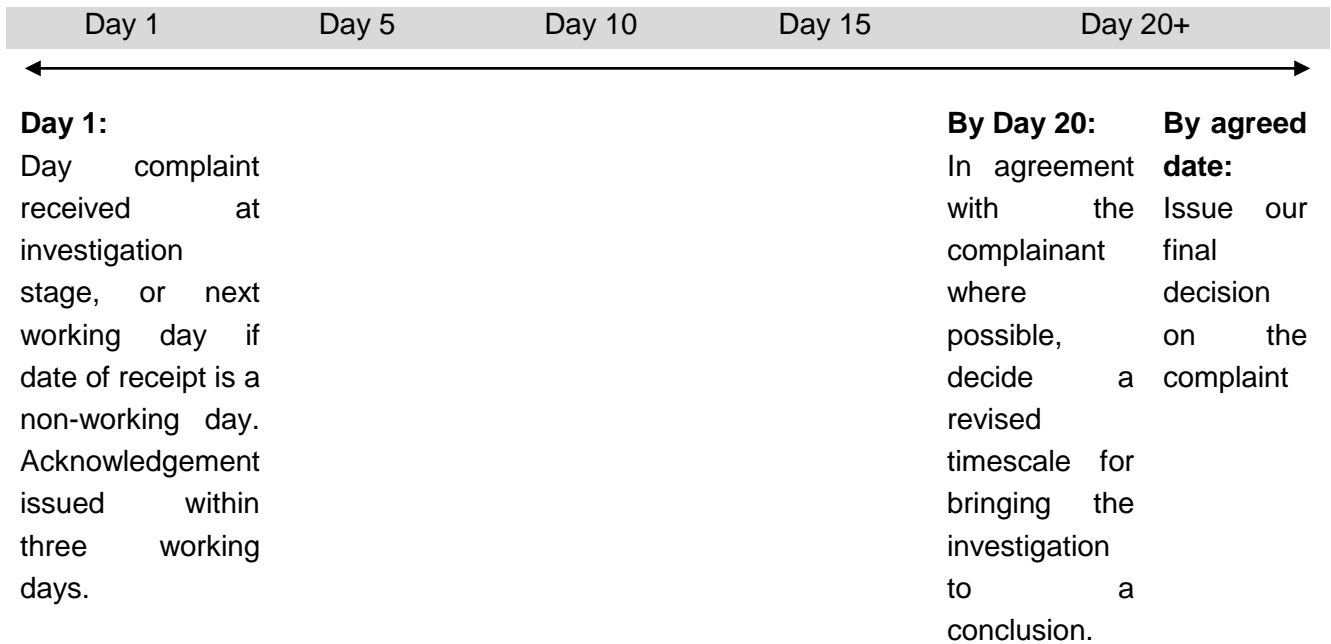 Day 1 Day 5 Day 10 Day 15 Day 20+
Day 1:
Day complaint
received at
investigation
stage, or next
working day if
date of receipt is a
non-working day.
Acknowledgement
issued within
three working
days.
By Day 20:
In agreement
with the
complainant
where
possible,
decide a
revised
timescale for
bringing the
investigation
to a
conclusion.
By agreed
date:
Issue our
final
decision
on the
complaint